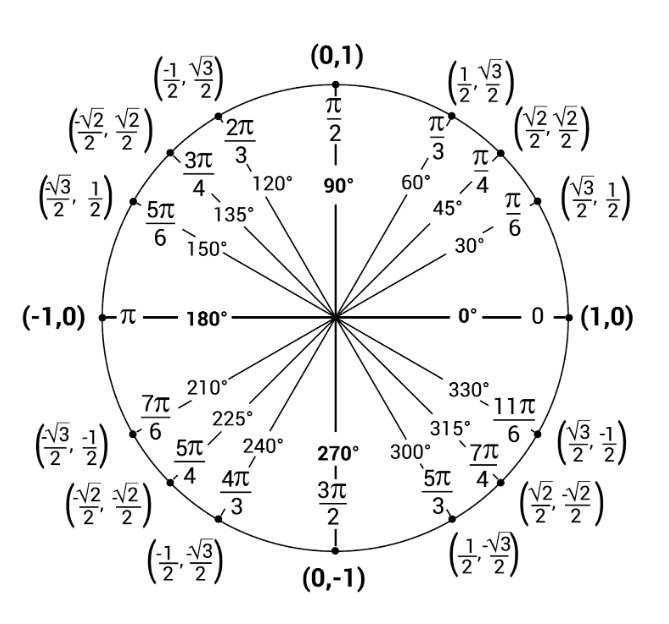 (0,1)
(-1/2, √3/2)
(1/2, √3/2)
π/2
2π/3
π/3
(-√2/2, √2/2)
(√2/2, √2/2)
3π/4
π/4
120°
90°
60°
(-√3/2, 1/2)
(√3/2, 1/2)
5π/6
135°
45°
π/6
150°
30°
(-1,0)
π
180°
0°
0
(1,0)
210°
330°
7π/6
225°
315°
11π/6
(-√3/2, -1/2)
(√3/2, -1/2)
5π/4
240°
270°
300°
7π/4
4π/3
3π/2
5π/3
(-√2/2, -√2/2)
(√2/2, -√2/2)
(-1/2, -√3/2)
(1/2, -√3/2)
(0,-1)